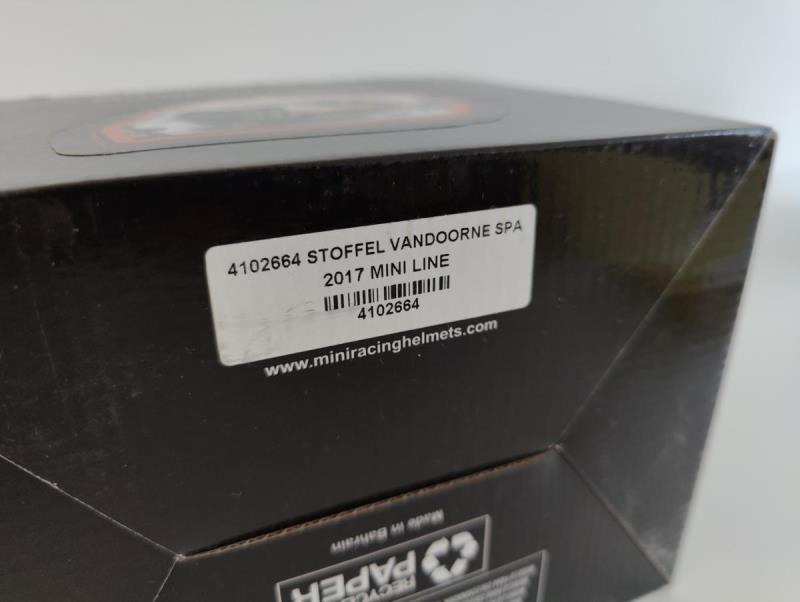 4102664 STOFFEL VANDOORNE SPA
2017 MINI LINE
4102664
www.miniracinghelmets.com
Made in Bahrain
PAPER